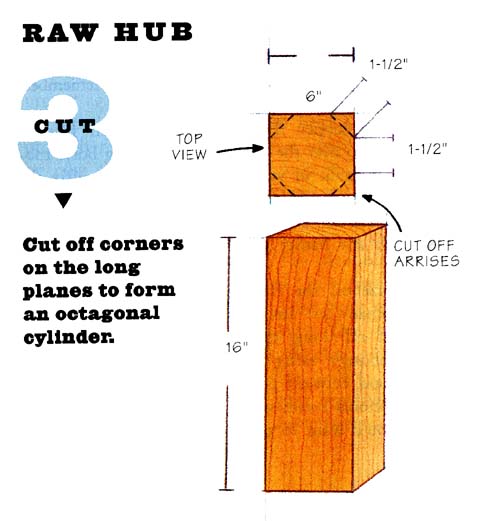 RAW HUB
3
CUT
Cut off corners
on the long
planes to form
an octagonal
cylinder.
6"
1-1/2"
TOP
VIEW
1-1/2"
CUT OFF
ARRISES
16"